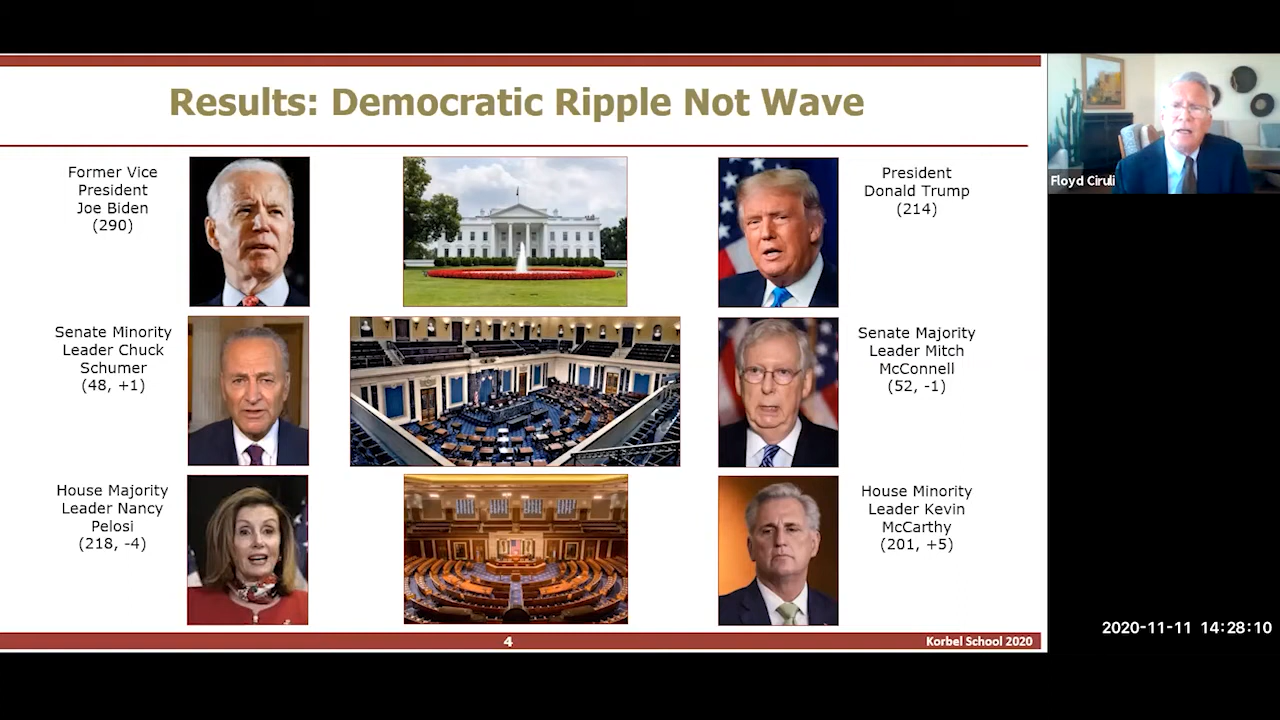 Results: Democratic Ripple Not Wave
Former Vice
President
Joe Biden
(290)
President
Donald Trump
(214)
Senate Minority
Leader Chuck
Schumer
(48, +1)
Senate Majority
Leader Mitch
McConnell
(52, -1)
House Majority
Leader Nancy
Pelosi
(218, -4)
House Minority
Leader Kevin
McCarthy
(201, +5)
4
Korbel School 2020
Floyd Ciruli
2020-11-11 14:28:10